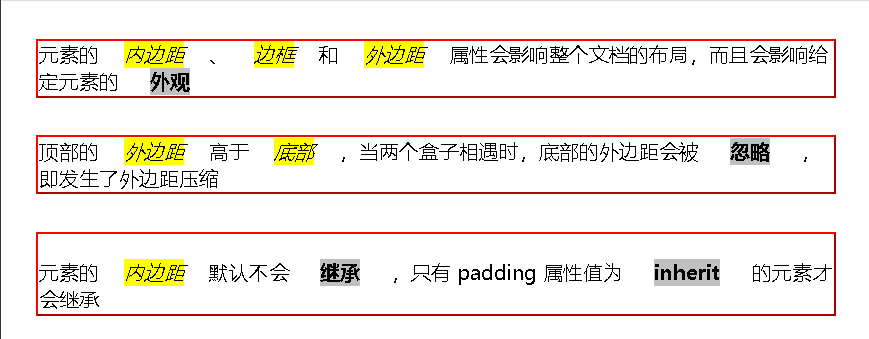 元素的 内边距 、 边框 和 外边距 属性会影响整个文档的布局，而且会影响给
定元素的 外观
顶部的 外边距 高于 底部 ，当两个盒子相遇时，底部的外边距会被 忽略 ，
即发生了外边距压缩
元素的 内边距 默认不会 继承 ，只有 padding 属性值为 inherit 的元素才
会继承